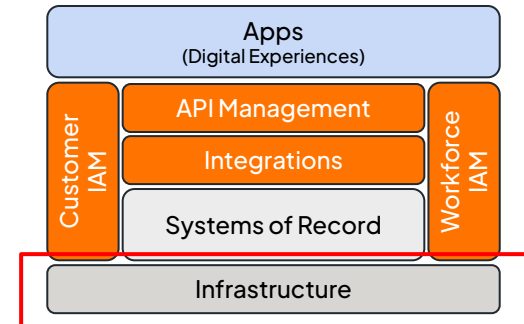 Apps
(Digital Experiences)
Customer
IAM
API Management
Integrations
Systems of Record
Workforce
IAM
Infrastructure